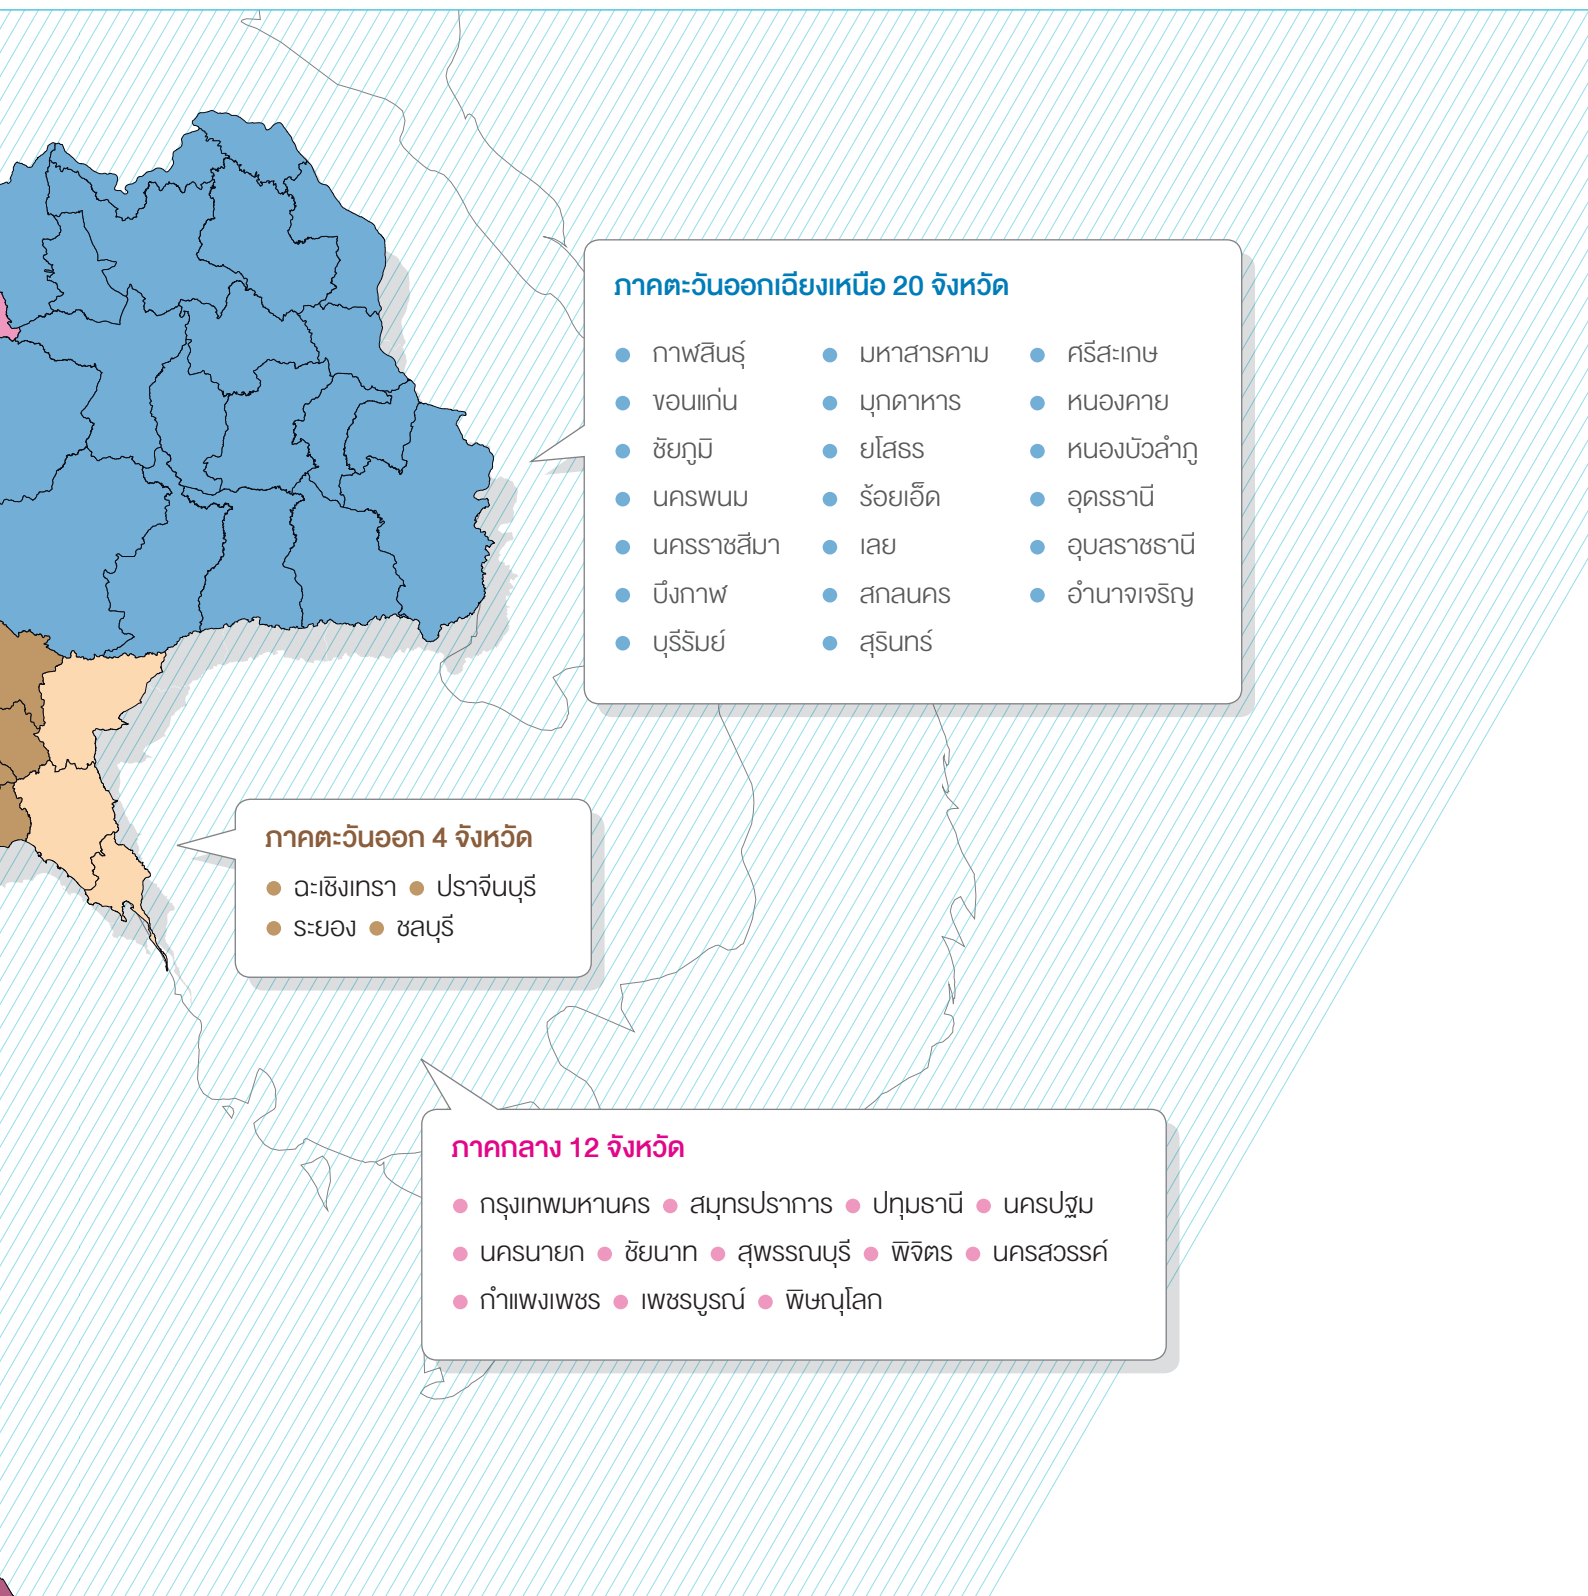 ภาคตะวันออกเฉียงเหนือ 20 จังหวัด
กาฬสินธุ์
ขอนแก่น
ชัยภูมิ
นครพนม
นครราชสีมา
บึงกาฬ
บุรีรัมย์
มหาสารคาม
มุกดาหาร
ยโสธร
ร้อยเอ็ด
เลย
สกลนคร
สุรินทร์
ศรีสะเกษ
หนองคาย
หนองบัวลำภู
อุดรธานี
อุบลราชธานี
อำนาจเจริญ
ภาคตะวันออก 4 จังหวัด
ฉะเชิงเทรา ปราจีนบุรี
ระยอง ชลบุรี
ภาคกลาง 12 จังหวัด
กรุงเทพมหานคร สมุทรปราการ ปทุมธานี นครปฐม
นครนายก ชัยนาท สุพรรณบุรี พิจิตร นครสวรรค์
กำแพงเพชร เพชรบูรณ์ พิษณุโลก